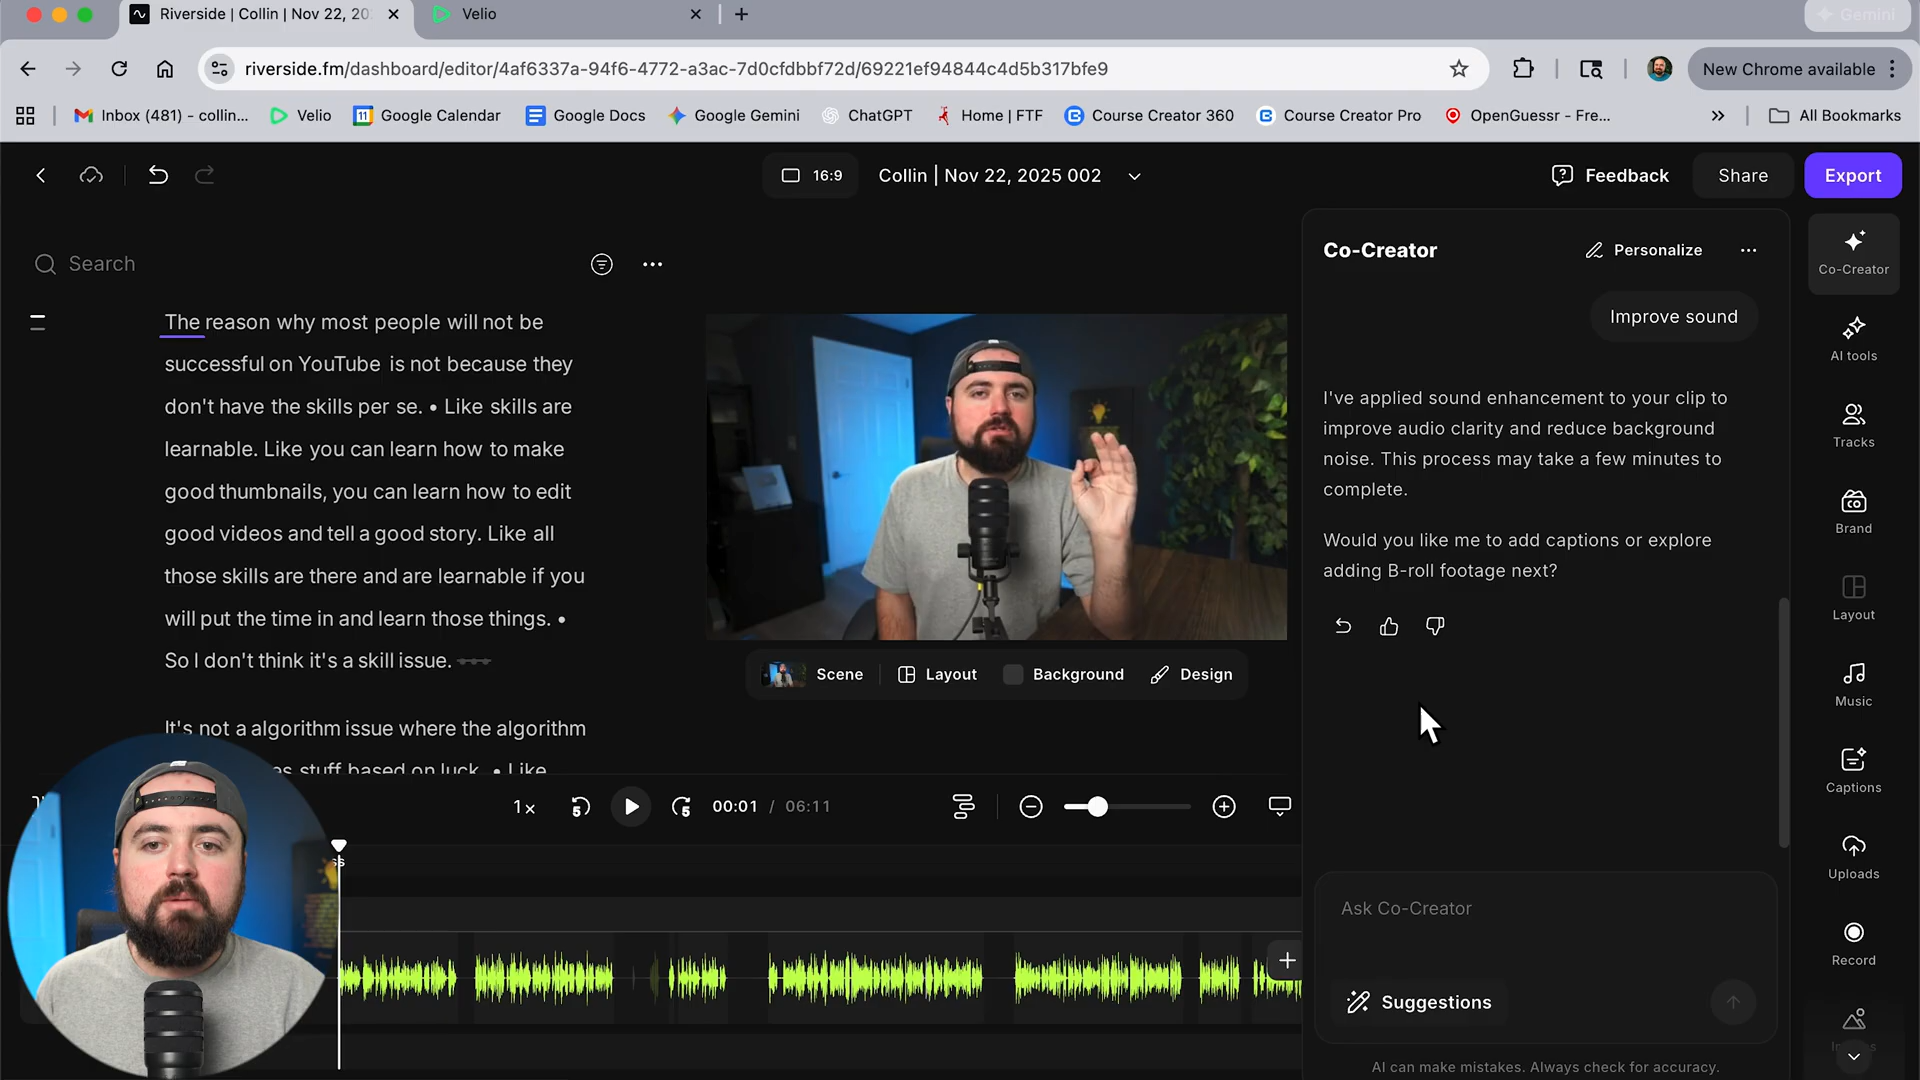 Riverside | Collin | Nov 22, 20
Velio
Gemini
riverside.fm/dashboard/editor/4af6337a-94f6-4772-a3ac-7d0cfdbbf72d/69221ef94844c4d5b317bfe9
New Chrome available
Inbox (481) - collin...
Velio
Google Calendar
Google Docs
Google Gemini
ChatGPT
Home | FTF
Course Creator 360
Course Creator Pro
OpenGuessr - Fre...
All Bookmarks
16:9
Collin | Nov 22, 2025 002
Feedback
Share
Export
Search
The reason why most people will not be
successful on YouTube is not because they
don't have the skills per se. • Like skills are
learnable. Like you can learn how to make
good thumbnails, you can learn how to edit
good videos and tell a good story. Like all
those skills are there and are learnable if you
will put the time in and learn those things. •
So I don't think it's a skill issue.
It's not a algorithm issue where the algorithm
stuff based on luck. • Like
Scene
Layout
Background
Design
1×
5
5
00:01 / 06:11
Co-Creator
Personalize
Improve sound
I've applied sound enhancement to your clip to
improve audio clarity and reduce background
noise. This process may take a few minutes to
complete.
Would you like me to add captions or explore
adding B-roll footage next?
Ask Co-Creator
Suggestions
AI can make mistakes. Always check for accuracy.
Co-Creator
AI tools
Tracks
Brand
Layout
Music
Captions
Uploads
Record